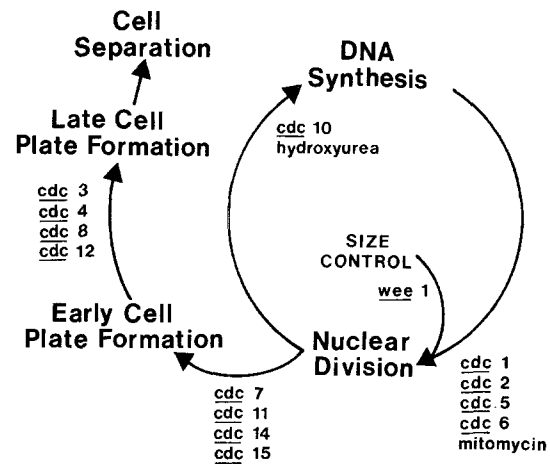 Cell
Separation
DNA
Synthesis
Late Cell
Plate Formation
cdc 10
hydroxyurea
cdc 3
cdc 4
cdc 8
cdc 12
SIZE
CONTROL
wee 1
Early Cell
Plate Formation
Nuclear
Division
cdc 1
cdc 2
cdc 5
cdc 6
mitomycin
cdc 7
cdc 11
cdc 14
cdc 15